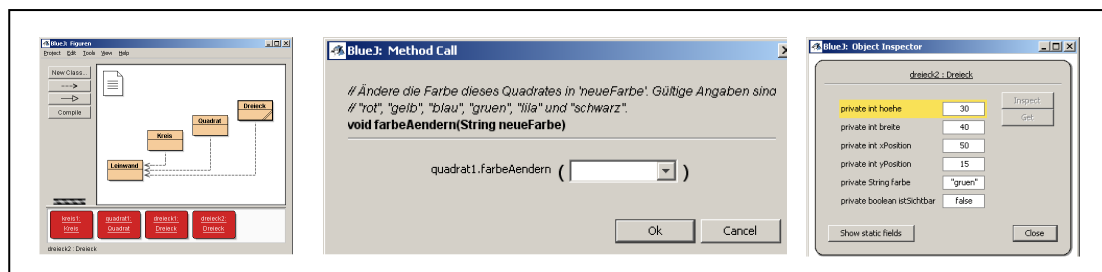 BlueJ: Figuren
Project Edit Tools View Help
New Class...
Compile
Dreieck
Quadrat
Kreis
Leinwand
kreis1: Kreis
quadrat1: Quadrat
dreieck1: Dreieck
dreieck2: Dreieck
dreieck2 : Dreieck
BlueJ: Method Call
// Ändere die Farbe dieses Quadrates in 'neueFarbe'. Gültige Angaben sind
// "rot", "gelb", "blau", "gruen", "lila" und "schwarz".
void farbeAendern(String neueFarbe)
quadrat1.farbeAendern ( )
Ok Cancel
BlueJ: Object Inspector
dreieck2 : Dreieck
private int hoehe 30
private int breite 40
private int xPosition 50
private int yPosition 15
private String farbe "gruen"
private boolean istSichtbar false
Inspect
Get
Show static fields Close